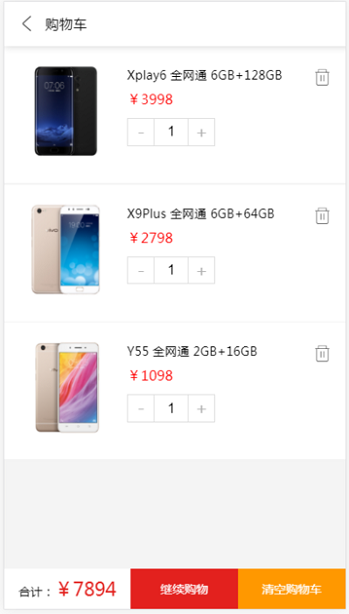 购物车
Xplay6 全网通 6GB+128GB
￥3998
- 1 +
X9Plus 全网通 6GB+64GB
￥2798
- 1 +
Y55 全网通 2GB+16GB
￥1098
- 1 +
合计：￥7894 继续购物 清空购物车